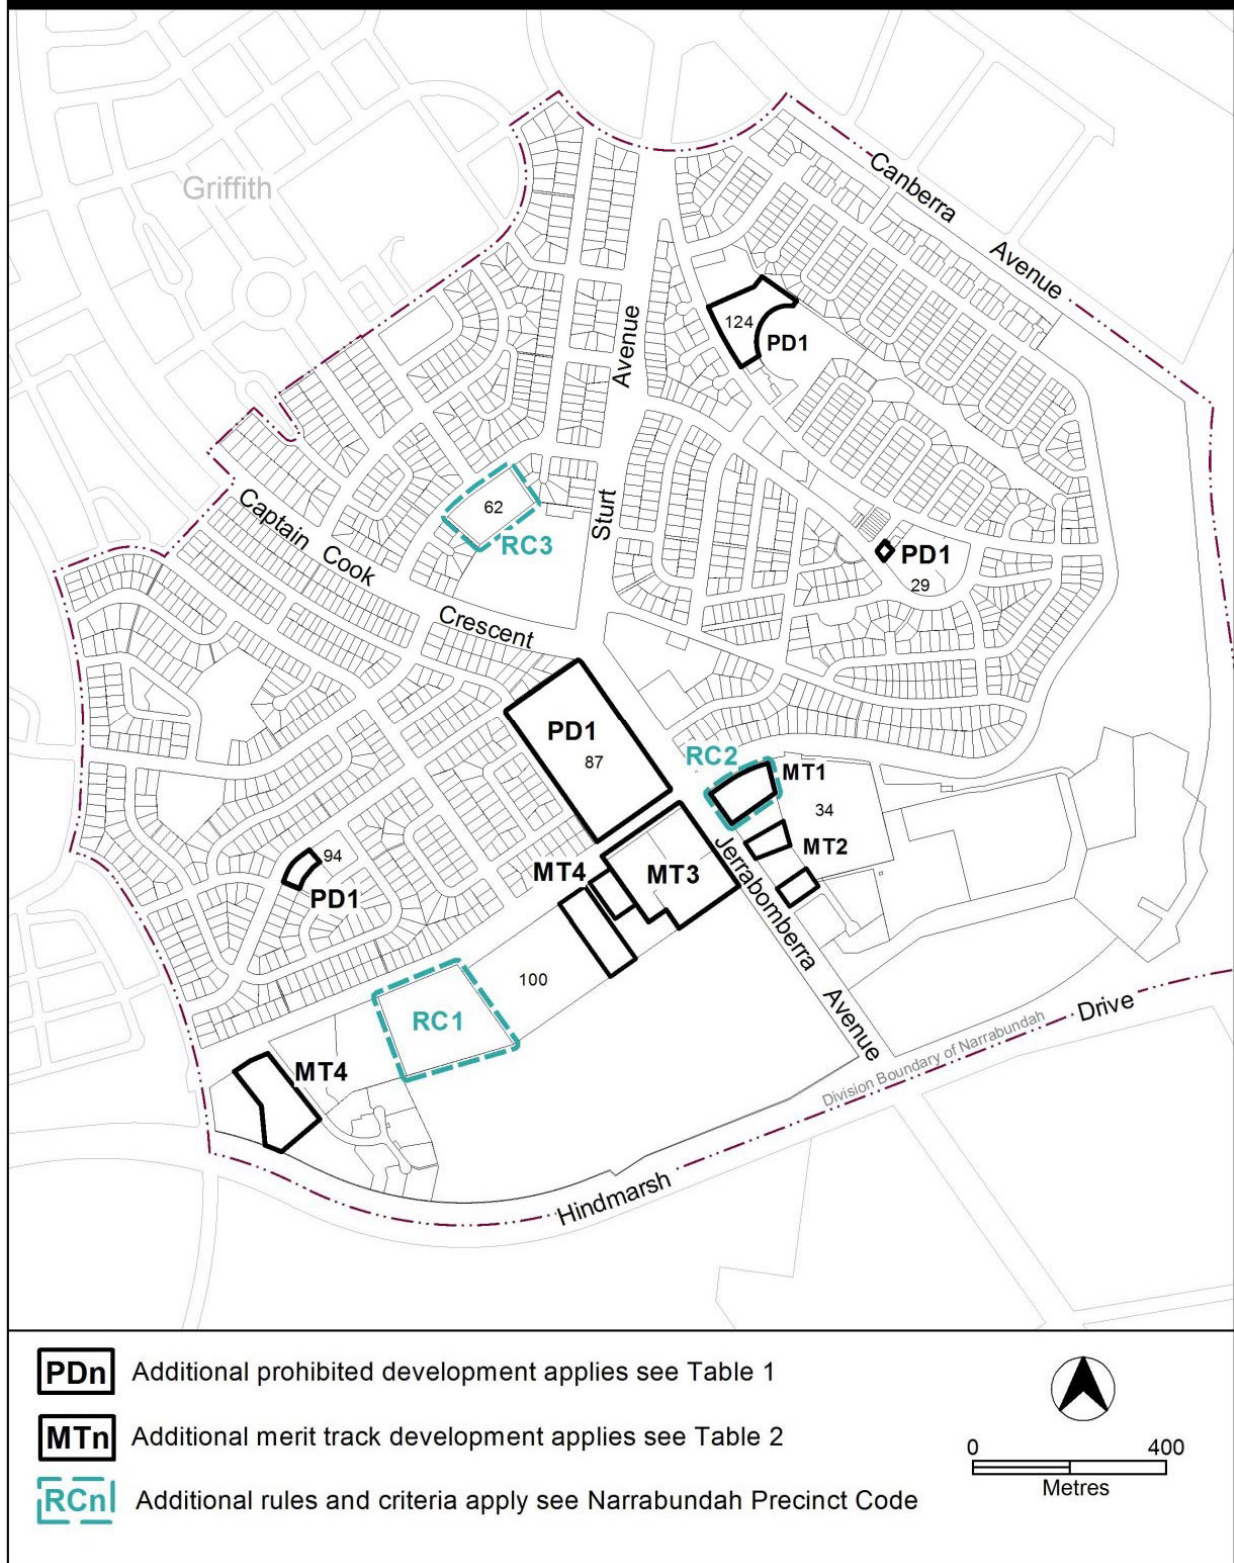 Griffith
Canberra
Avenue
124
PD1
Avenue
62
RC3
Sturt
Captain
Cook
Crescent
PD1
29
PD1
87
RC2
MT1
34
MT2
94
PD1
MT4
MT3
Jerrabomberra
Avenue
100
RC1
MT4
Division Boundary of Narrabundah
Drive
Hindmarsh
PDn Additional prohibited development applies see Table 1
MTn Additional merit track development applies see Table 2
RCn Additional rules and criteria apply see Narrabundah Precinct Code
0 400
Metres